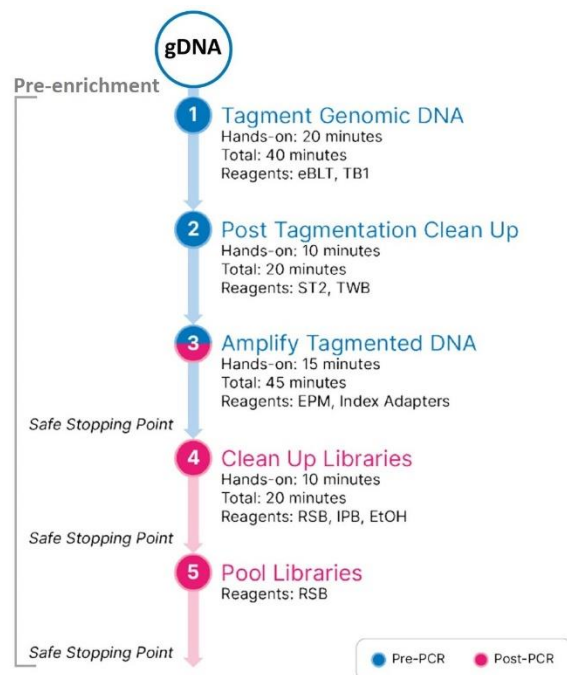 gDNA
Pre-enrichment
1 Tagment Genomic DNA
Hands-on: 20 minutes
Total: 40 minutes
Reagents: eBLT, TB1
2 Post Tagmentation Clean Up
Hands-on: 10 minutes
Total: 20 minutes
Reagents: ST2, TWB
3 Amplify Tagmented DNA
Hands-on: 15 minutes
Total: 45 minutes
Reagents: EPM, Index Adapters
Safe Stopping Point
4 Clean Up Libraries
Hands-on: 10 minutes
Total: 20 minutes
Reagents: RSB, IPB, EtOH
Safe Stopping Point
5 Pool Libraries
Reagents: RSB
Safe Stopping Point
Pre-PCR Post-PCR